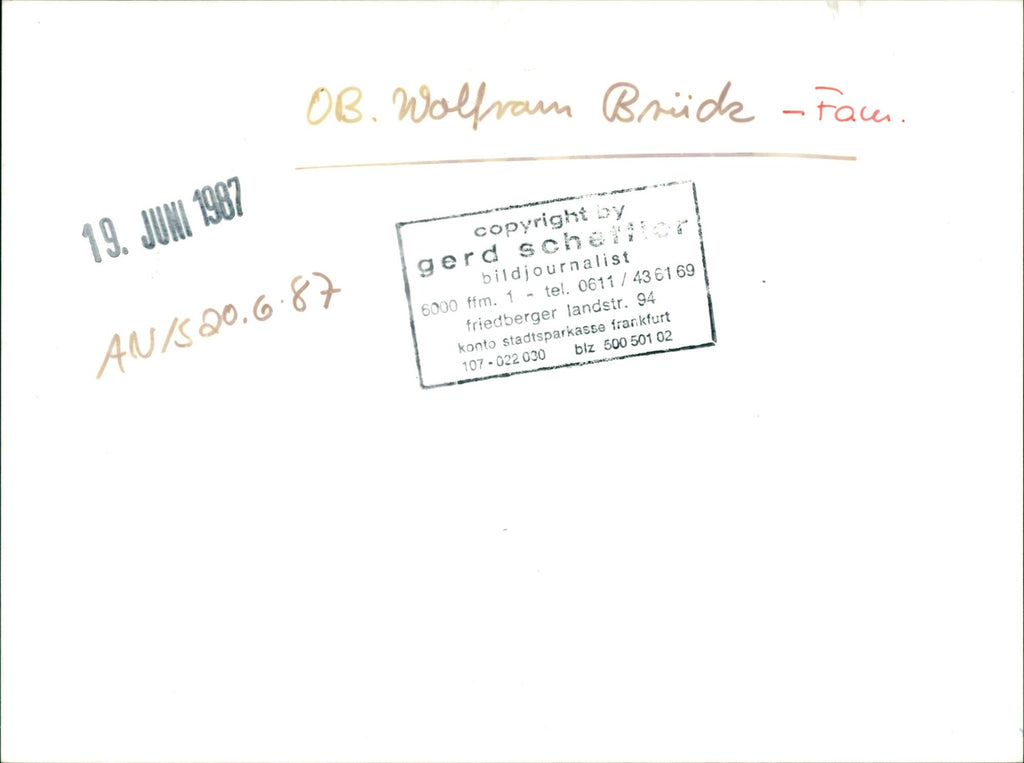 OB. Wolfram Brück - Fam.
19. JUNI 1987
AN/S 20.6.87
copyright by
gerd scheffler
bildjournalist
6000 ffm. 1 - tel. 0611 / 43 61 69
friedberger landstr. 94
konto stadtsparkasse frankfurt
107-022 030 blz 500 501 02